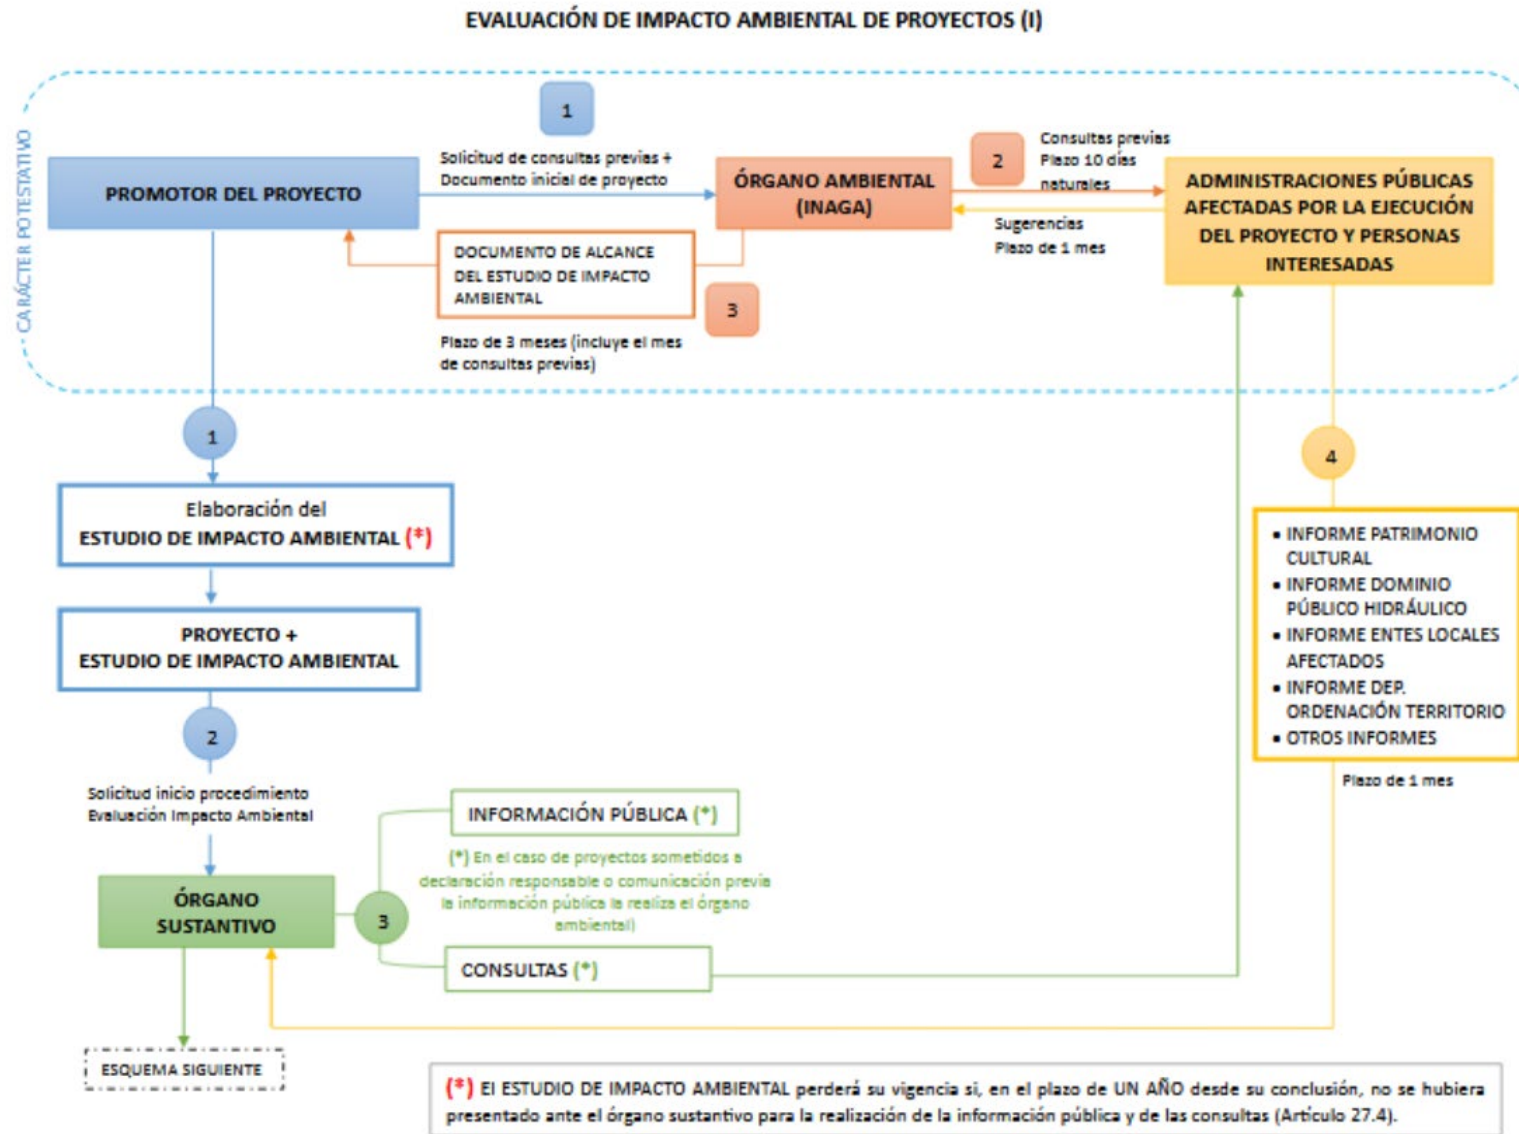 EVALUACIÓN DE IMPACTO AMBIENTAL DE PROYECTOS (I)
CARÁCTER POTESTATIVO
1
PROMOTOR DEL PROYECTO
Solicitud de consultas previas +
Documento inicial de proyecto
ÓRGANO AMBIENTAL
(INAGA)
2
Consultas previas
Plazo 10 días
naturales
Sugerencias
Plazo de 1 mes
ADMINISTRACIONES PÚBLICAS
AFECTADAS POR LA EJECUCIÓN
DEL PROYECTO Y PERSONAS
INTERESADAS
DOCUMENTO DE ALCANCE
DEL ESTUDIO DE IMPACTO
AMBIENTAL
3
Plazo de 3 meses (incluye el mes
de consultas previas)
1
Elaboración del
ESTUDIO DE IMPACTO AMBIENTAL (*)
PROYECTO +
ESTUDIO DE IMPACTO AMBIENTAL
2
Solicitud inicio procedimiento
Evaluación Impacto Ambiental
ÓRGANO
SUSTANTIVO
3
INFORMACIÓN PÚBLICA (*)
(*) En el caso de proyectos sometidos a
declaración responsable o comunicación previa
la información pública la realiza el órgano
ambiental)
CONSULTAS (*)
4
• INFORME PATRIMONIO
CULTURAL
• INFORME DOMINIO
PÚBLICO HIDRÁULICO
• INFORME ENTES LOCALES
AFECTADOS
• INFORME DEP.
ORDENACIÓN TERRITORIO
• OTROS INFORMES
Plazo de 1 mes
ESQUEMA SIGUIENTE
(*) El ESTUDIO DE IMPACTO AMBIENTAL perderá su vigencia si, en el plazo de UN AÑO desde su conclusión, no se hubiera
presentado ante el órgano sustantivo para la realización de la información pública y de las consultas (Artículo 27.4).